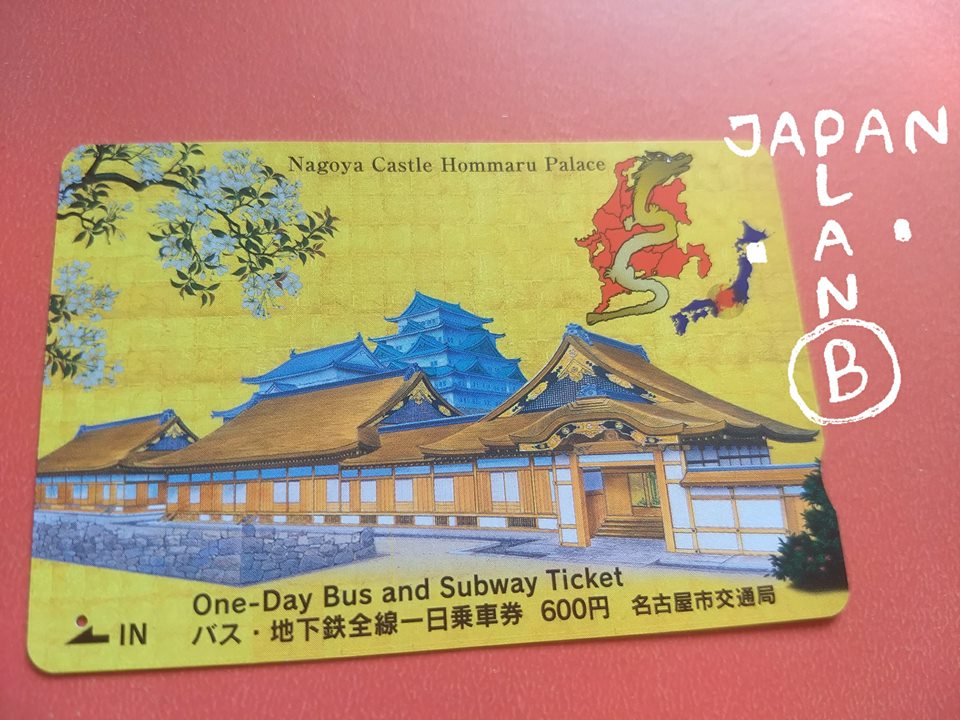 Nagoya Castle Hommaru Palace
JAPAN
PLAN
B
One-Day Bus and Subway Ticket
バス・地下鉄全線一日乗車券 600円 名古屋市交通局
IN